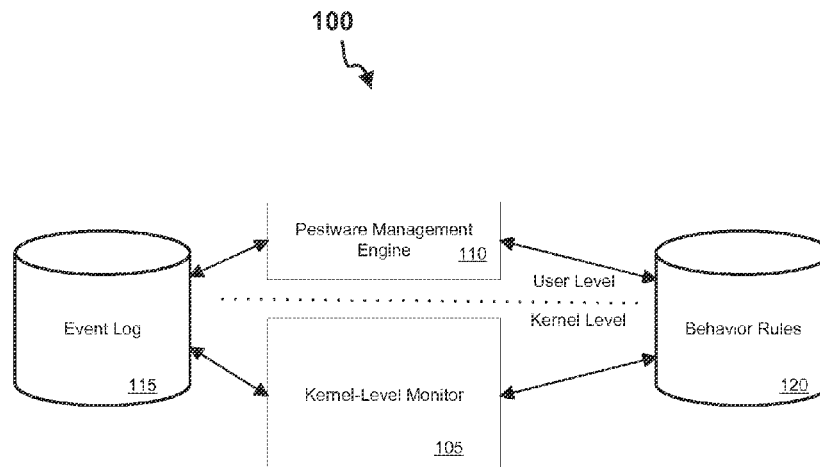 100
Pestware Management
Engine
110
User Level
Kernel Level
Event Log
115
Behavior Rules
120
Kernel-Level Monitor
105